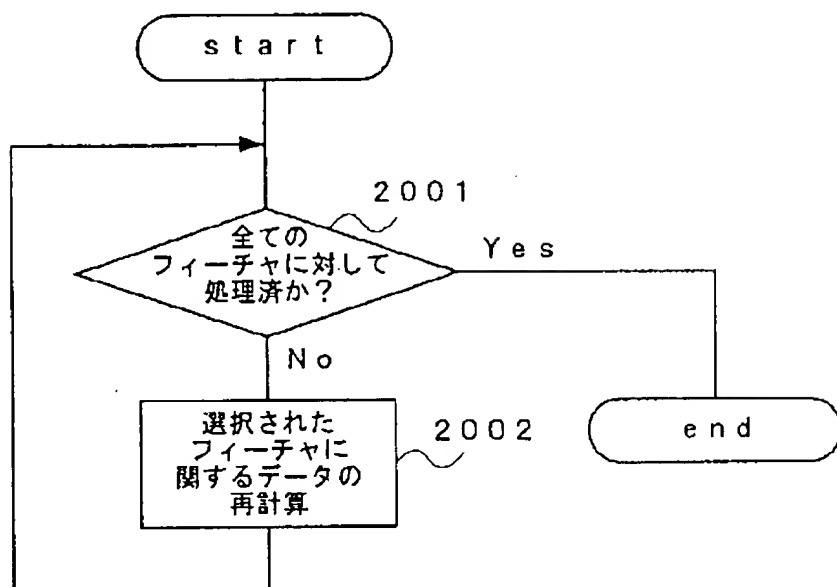 start
2001
全ての
フィーチャに対して
処理済か?
Yes
No
選択された
フィーチャに
関するデータの
再計算
2002
end